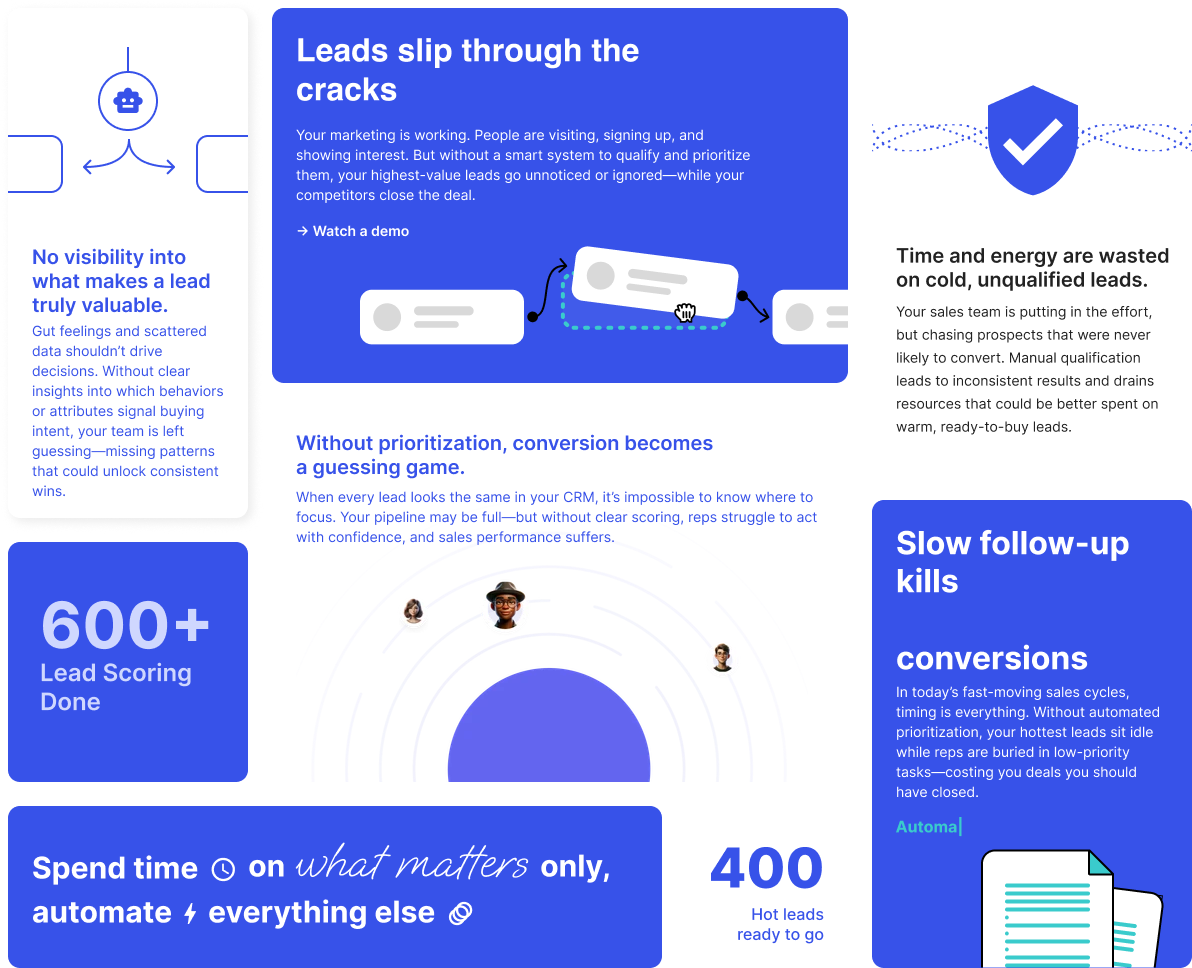 No visibility into
what makes a lead
truly valuable.
Gut feelings and scattered
data shouldn’t drive
decisions. Without clear
insights into which behaviors
or attributes signal buying
intent, your team is left
guessing—missing patterns
that could unlock consistent
wins.
Leads slip through the
cracks
Your marketing is working. People are visiting, signing up, and
showing interest. But without a smart system to qualify and prioritize
them, your highest-value leads go unnoticed or ignored—while your
competitors close the deal.
→ Watch a demo
Time and energy are wasted
on cold, unqualified leads.
Your sales team is putting in the effort,
but chasing prospects that were never
likely to convert. Manual qualification
leads to inconsistent results and drains
resources that could be better spent on
warm, ready-to-buy leads.
Without prioritization, conversion becomes
a guessing game.
When every lead looks the same in your CRM, it’s impossible to know where to
focus. Your pipeline may be full—but without clear scoring, reps struggle to act
with confidence, and sales performance suffers.
600+
Lead Scoring
Done
Slow follow-up
kills
conversions
In today’s fast-moving sales cycles,
timing is everything. Without automated
prioritization, your hottest leads sit idle
while reps are buried in low-priority
tasks—costing you deals you should
have closed.
Automa|
Spend time on what matters only,
automate everything else
400
Hot leads
ready to go